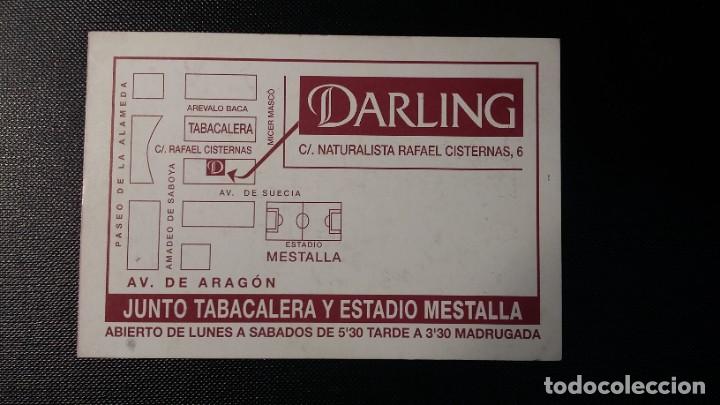 DARLING
C/. NATURALISTA RAFAEL CISTERNAS, 6
PASEO DE LA ALAMEDA
AREVALO BACA
MICER MASCÓ
TABACALERA
C/. RAFAEL CISTERNAS
D
AV. DE SUECIA
AMADEO DE SABOYA
ESTADIO
MESTALLA
AV. DE ARAGÓN
JUNTO TABACALERA Y ESTADIO MESTALLA
ABIERTO DE LUNES A SABADOS DE 5'30 TARDE A 3'30 MADRUGADA
todocoleccion